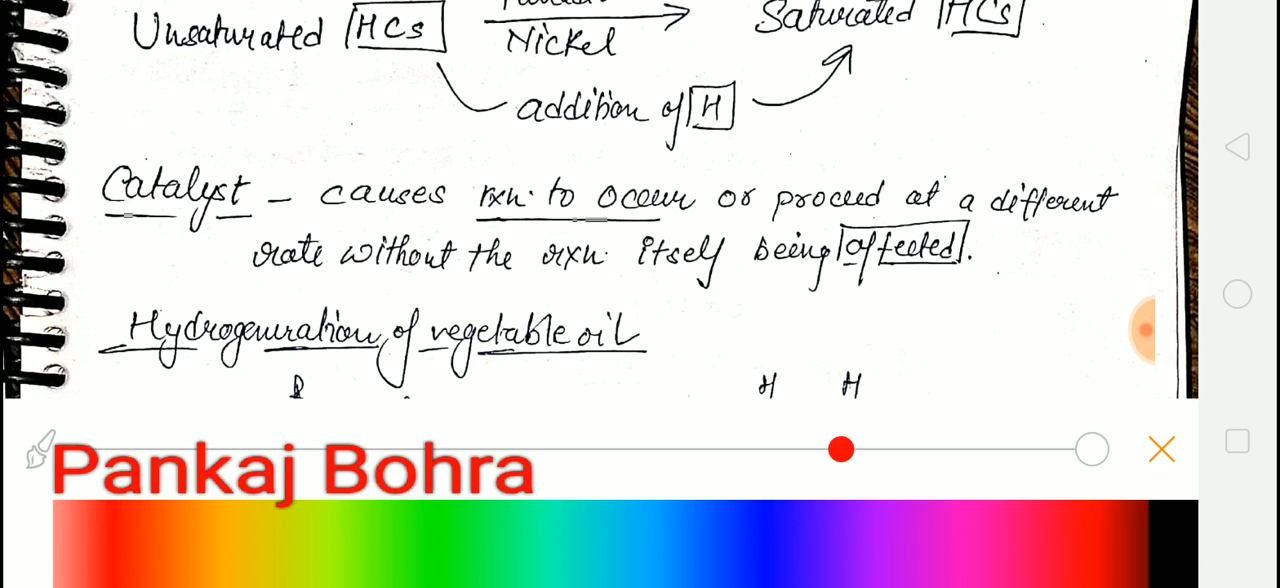 Unsaturated HCs Nickel Saturated HCs
addition of H
Catalyst - causes rxn. to occur or proceed at a different
rate without the rxn. itself being affected.
Hydrogenration of vegetable oil
R H H
Pankaj Bohra